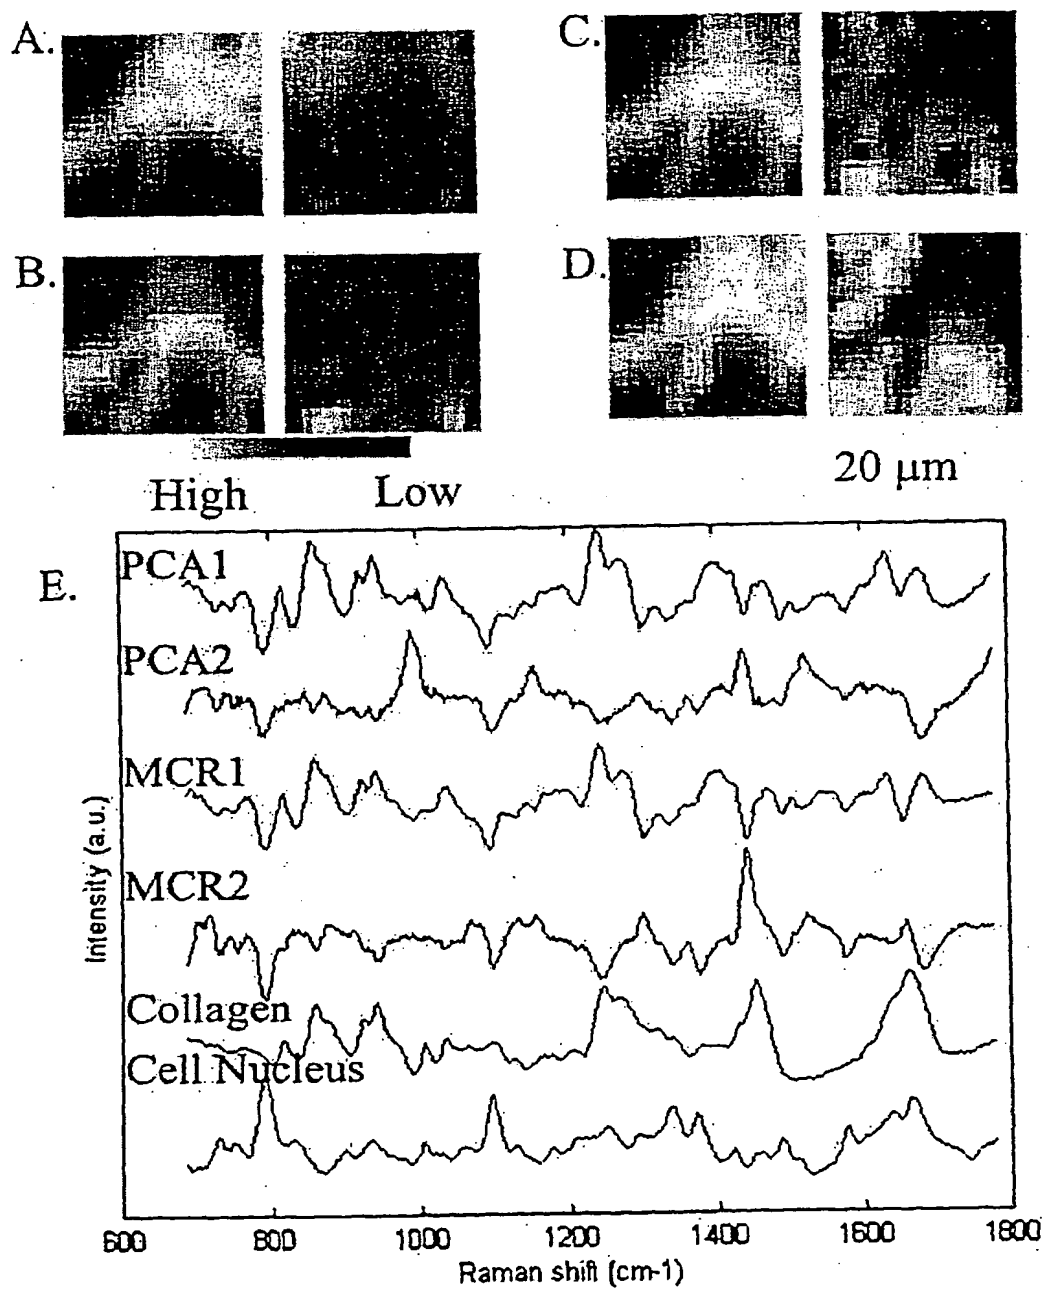 A.
C.
B.
D.
High
Low
20 µm
E.
PCA1
PCA2
MCR1
MCR2
Collagen
Cell Nucleus
Intensity (a.u.)
600 800 1000 1200 1400 1600 1800
Raman shift (cm-1)